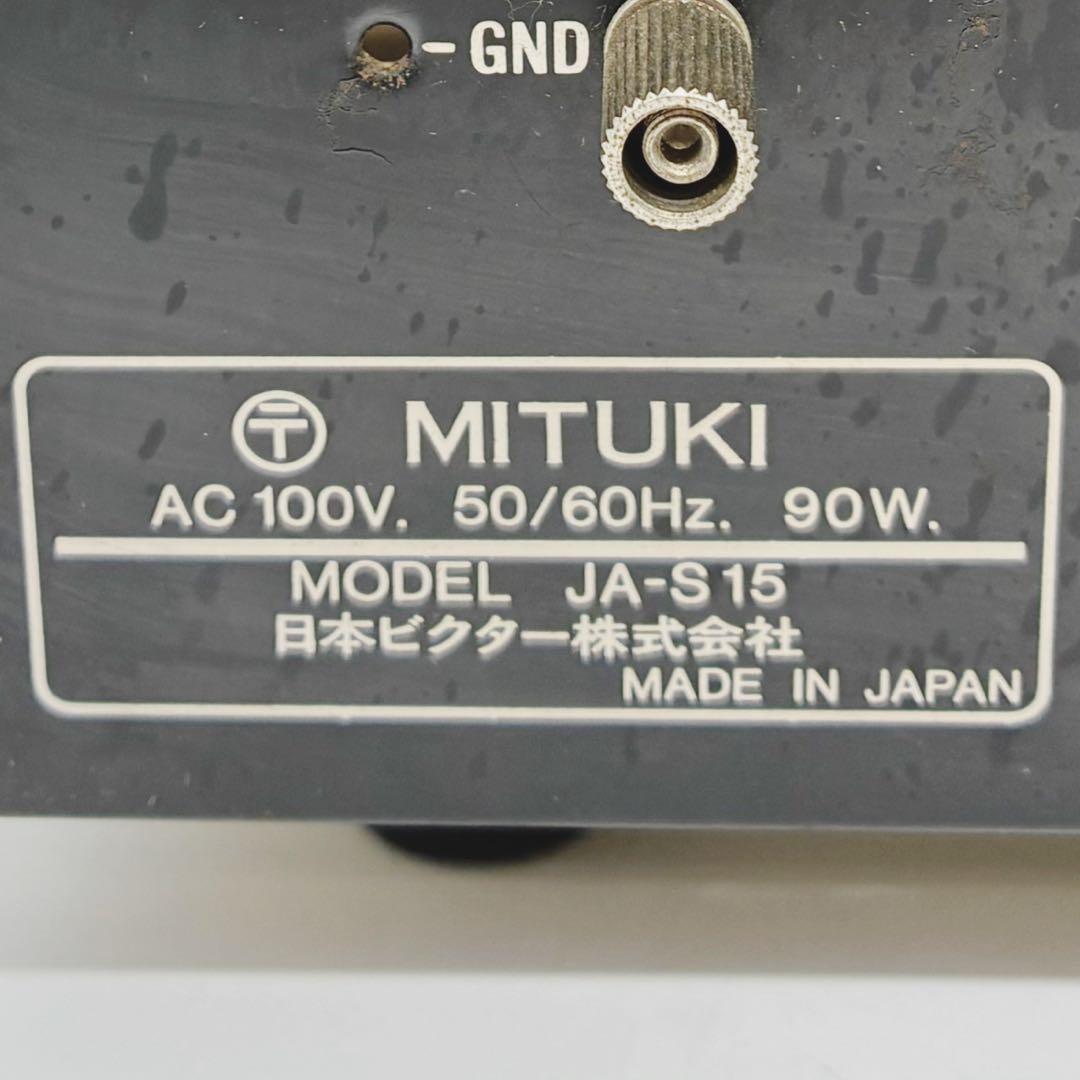 - GND
〒 MITUKI
AC 100V. 50/60Hz. 90W.
MODEL JA-S15
日本ビクター株式会社
MADE IN JAPAN